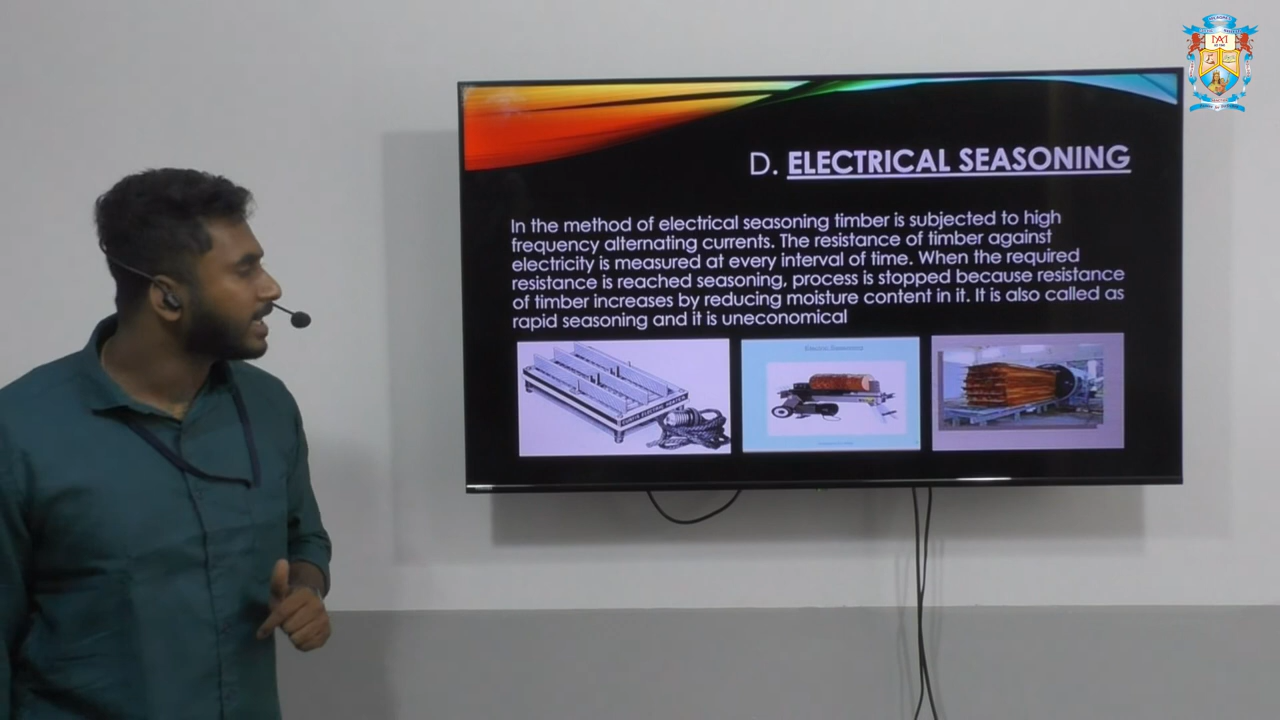 D. ELECTRICAL SEASONING
In the method of electrical seasoning timber is subjected to high
frequency alternating currents. The resistance of timber against
electricity is measured at every interval of time. When the required
resistance is reached seasoning, process is stopped because resistance
of timber increases by reducing moisture content in it. It is also called as
rapid seasoning and it is uneconomical
Electric Seasoning